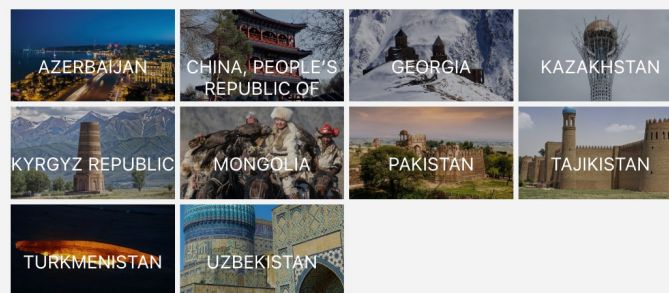 AZERBAIJAN
CHINA, PEOPLE'S
REPUBLIC OF
GEORGIA
KAZAKHSTAN
KYRGYZ REPUBLIC
MONGOLIA
PAKISTAN
TAJIKISTAN
TURKMENISTAN
UZBEKISTAN